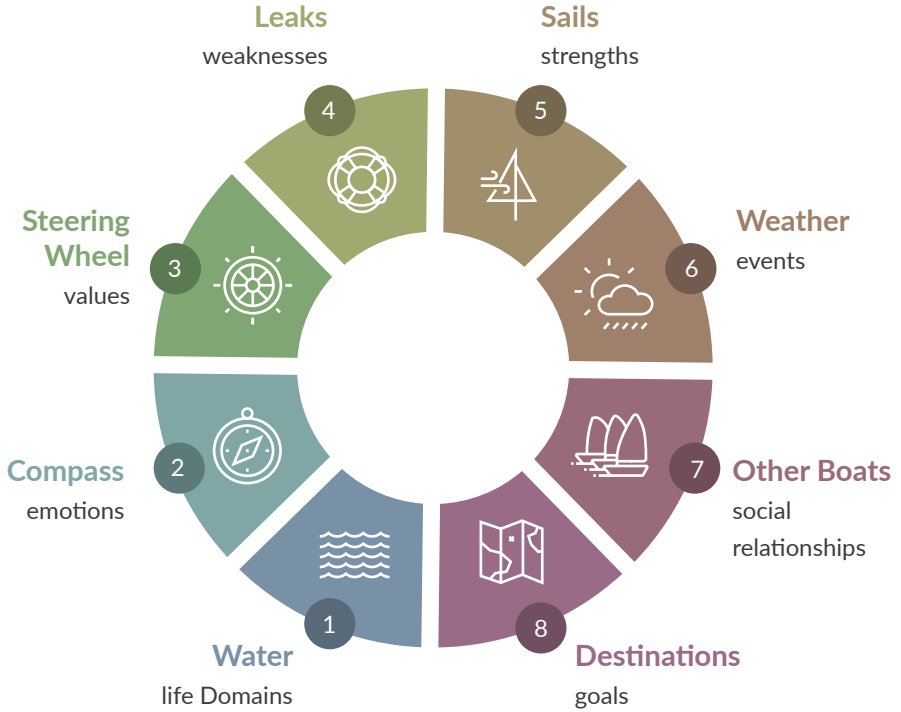 Leaks
weaknesses
4
Sails
strengths
5
Steering
Wheel
values
3
Weather
events
6
Compass
emotions
2
7
Other Boats
social
relationships
1
Water
life Domains
8
Destinations
goals